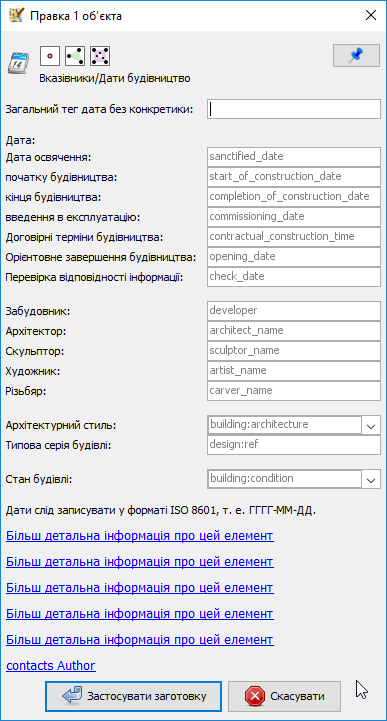 Правка 1 об’єкта
14
Вказівники/Дати будівництво
Загальний тег дата без конкретики:
Дата:
Дата освячення: sanctified_date
початку будівництва: start_of_construction_date
кінця будівництва: completion_of_construction_date
введення в експлуатацію: commissioning_date
Договірні терміни будівництва: contractual_construction_time
Орієнтовне завершення будівництва: opening_date
Перевірка відповідності інформації: check_date
Забудовник: developer
Архітектор: architect_name
Скульптор: sculptor_name
Художник: artist_name
Різьбяр: carver_name
Архітектурний стиль: building:architecture
Типова серія будівлі: design:ref
Стан будівлі: building:condition
Дати слід записувати у форматі ISO 8601, т. е. ГГГГ-ММ-ДД.
Більш детальна інформація про цей елемент
Більш детальна інформація про цей елемент
Більш детальна інформація про цей елемент
Більш детальна інформація про цей елемент
Більш детальна інформація про цей елемент
contacts Author
Застосувати заготовку Скасувати